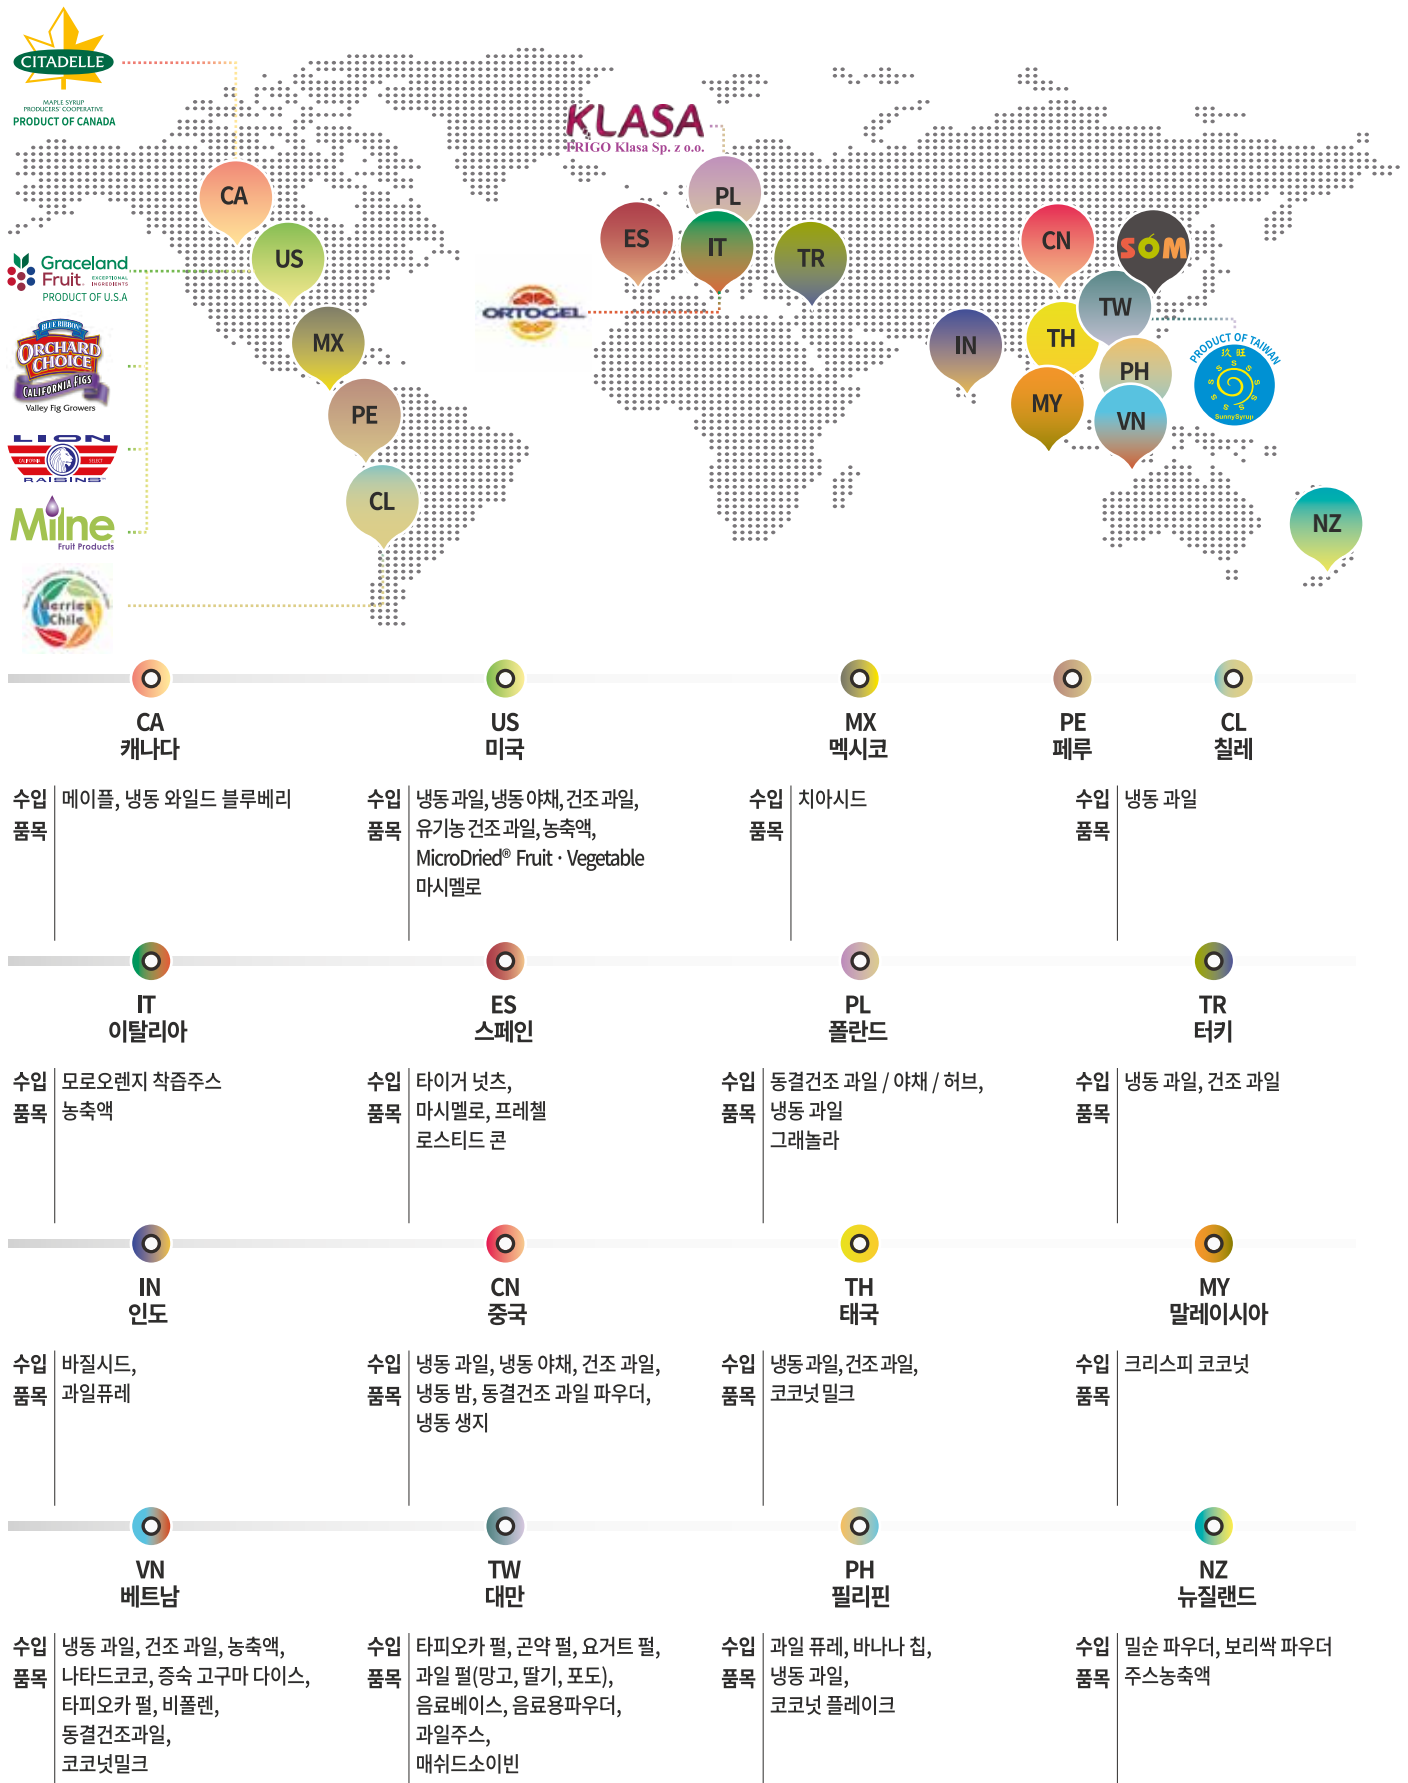 CITADELLE
MAPLE SYRUP
PRODUCERS' COOPERATIVE
PRODUCT OF CANADA
KLASA
FRIGO Klasa Sp. z o.o.
CA
PL
ES
IT
CN
SÓM
US
TR
Graceland
Fruit
EXCEPTIONAL
INGREDIENTS
PRODUCT OF U.S.A
ORTOGEL
TW
MX
IN
TH
PRODUCT OF TAIWAN
玖旺
SunnySyrup
BLUE RIBBON
ORCHARD
CHOICE
CALIFORNIA FIGS
Valley Fig Growers
PH
PE
MY
VN
LION
CALIFORNIA SELECT
RAISINS
CL
Milne
Fruit Products
NZ
Berries
Chile
CA
캐나다
수입 품목
메이플, 냉동 와일드 블루베리
US
미국
수입 품목
냉동 과일, 냉동 야채, 건조 과일,
유기농 건조 과일, 농축액,
MicroDried® Fruit · Vegetable
마시멜로
MX
멕시코
수입 품목
치아시드
PE
페루
CL
칠레
수입 품목
냉동 과일
IT
이탈리아
수입 품목
모로오렌지 착즙주스
농축액
ES
스페인
수입 품목
타이거 넛츠,
마시멜로, 프레첼
로스티드 콘
PL
폴란드
수입 품목
동결건조 과일 / 야채 / 허브,
냉동 과일
그래놀라
TR
터키
수입 품목
냉동 과일, 건조 과일
IN
인도
수입 품목
바질시드,
과일퓨레
CN
중국
수입 품목
냉동 과일, 냉동 야채, 건조 과일,
냉동 밤, 동결건조 과일 파우더,
냉동 생지
TH
태국
수입 품목
냉동 과일, 건조 과일,
코코넛 밀크
MY
말레이시아
수입 품목
크리스피 코코넛
VN
베트남
수입 품목
냉동 과일, 건조 과일, 농축액,
나타드코코, 증숙 고구마 다이스,
타피오카 펄, 비폴렌,
동결건조과일,
코코넛밀크
TW
대만
수입 품목
타피오카 펄, 곤약 펄, 요거트 펄,
과일 펄(망고, 딸기, 포도),
음료베이스, 음료용파우더,
과일주스,
매쉬드소이빈
PH
필리핀
수입 품목
과일 퓨레, 바나나 칩,
냉동 과일,
코코넛 플레이크
NZ
뉴질랜드
수입 품목
밀순 파우더, 보리싹 파우더
주스농축액